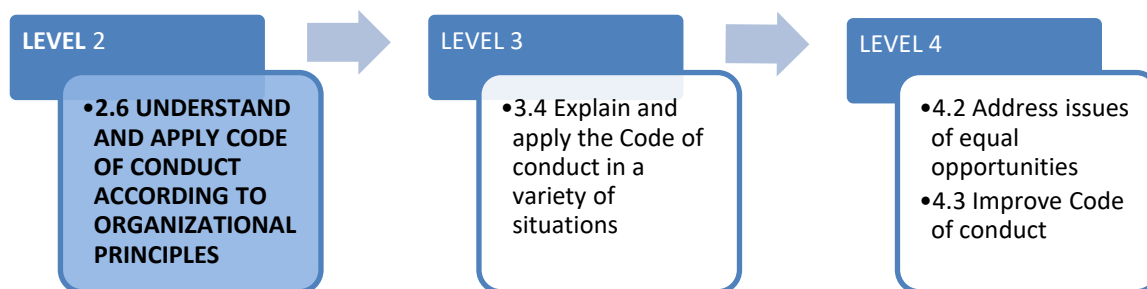 LEVEL 2
•2.6 UNDERSTAND
AND APPLY CODE
OF CONDUCT
ACCORDING TO
ORGANIZATIONAL
PRINCIPLES
LEVEL 3
•3.4 Explain and
apply the Code of
conduct in a
variety of
situations
LEVEL 4
•4.2 Address issues
of equal
opportunities
•4.3 Improve Code
of conduct